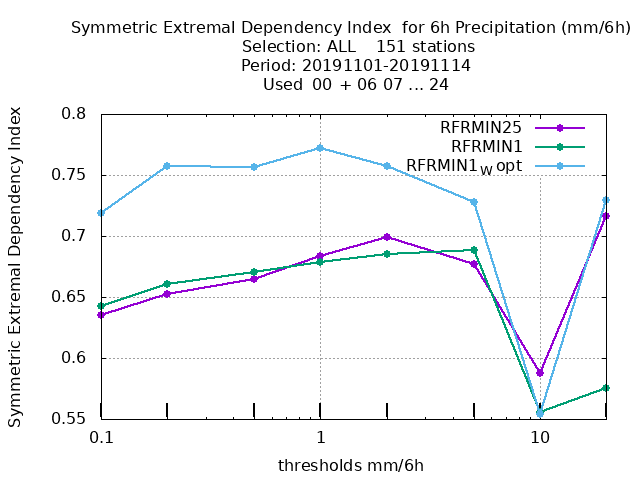 Symmetric Extremal Dependency Index for 6h Precipitation (mm/6h)
Selection: ALL 151 stations
Period: 20191101-20191114
Used 00 + 06 07 ... 24
Symmetric Extremal Dependency Index
0.8
0.75
0.7
0.65
0.6
0.55
RFRMIN25
RFRMIN1
RFRMIN1W opt
0.1 1 10
thresholds mm/6h